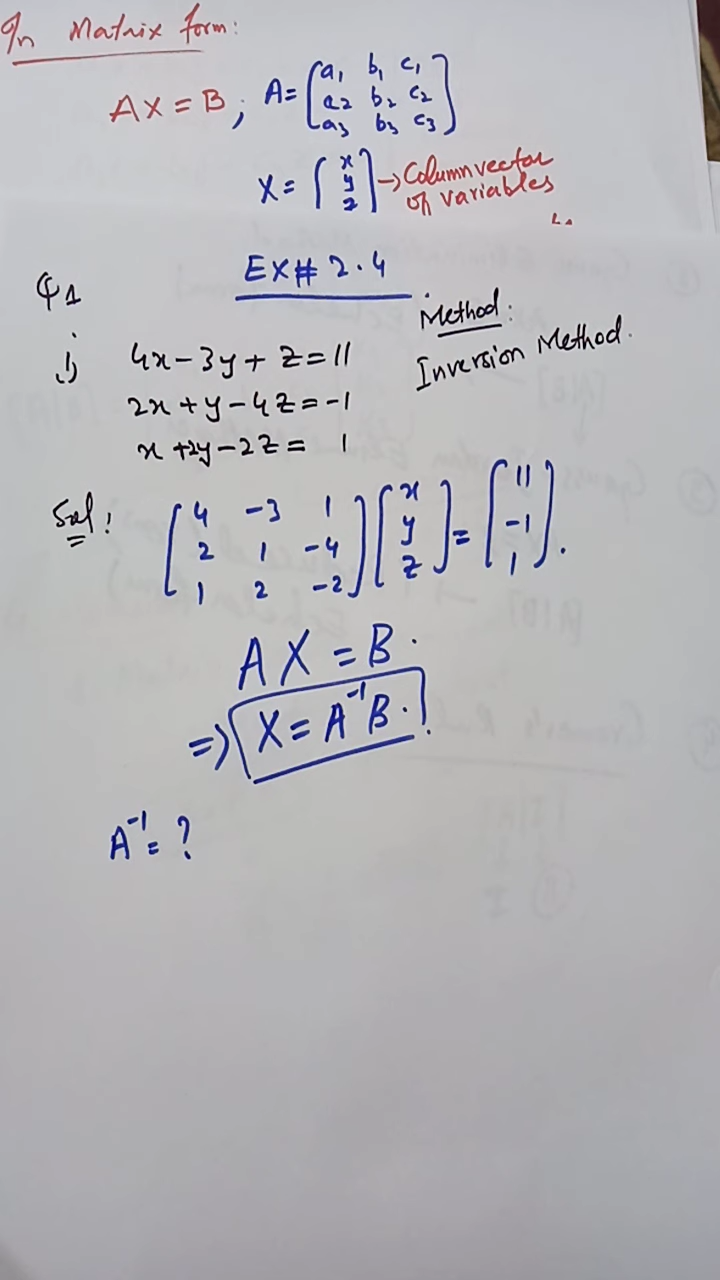 In Matrix form:
AX = B ; A = [a1 b1 c1
a2 b2 c2
a3 b3 c3]
X = [x
y
z] → Column vector
of variables
EX# 2.4
Q1
Method:
Inversion Method.
i) 4x - 3y + z = 11
2x + y - 4z = -1
x + 2y - 2z = 1
Sol:
[4 -3 1
2 1 -4
1 2 -2] [x
y
z] = [11
-1
1].
AX = B.
⇒ X = A⁻¹B.
A⁻¹ = ?